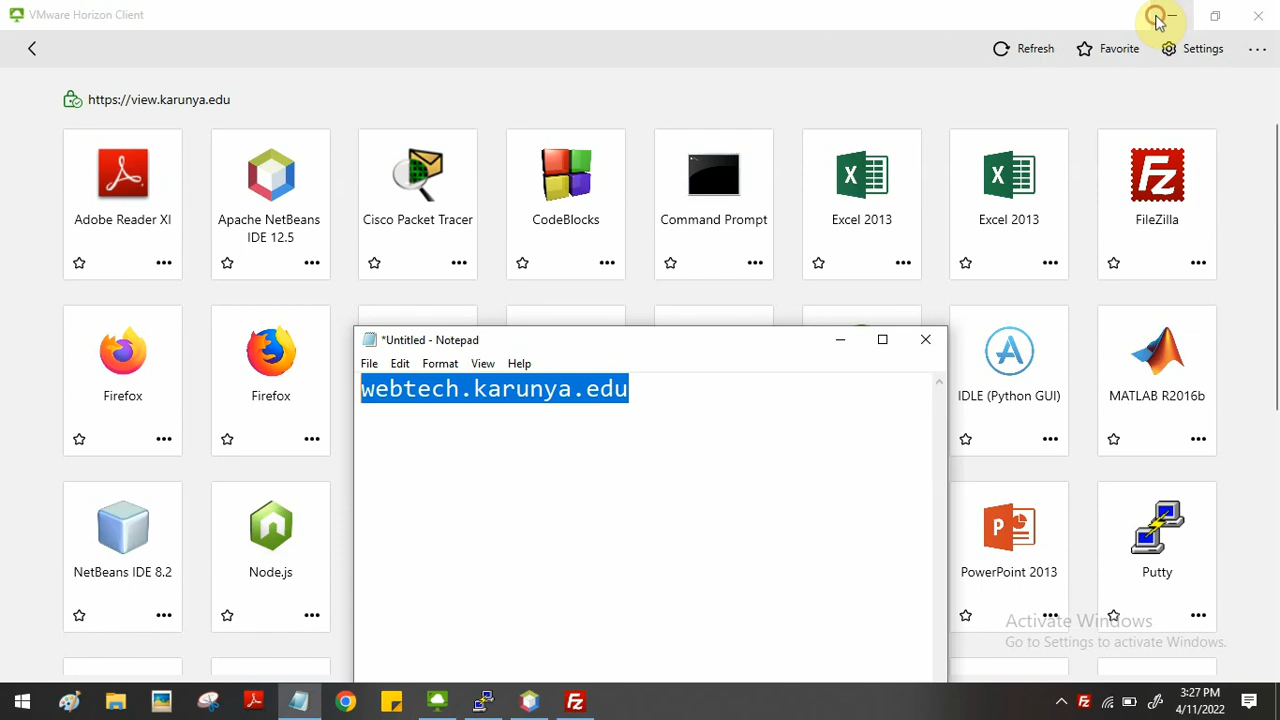 VMware Horizon Client
Refresh
Favorite
Settings
https://view.karunya.edu
Adobe Reader XI
Apache NetBeans
IDE 12.5
Cisco Packet Tracer
CodeBlocks
Command Prompt
Excel 2013
Excel 2013
FileZilla
Firefox
Firefox
IDLE (Python GUI)
MATLAB R2016b
*Untitled - Notepad
File
Edit
Format
View
Help
webtech.karunya.edu
NetBeans IDE 8.2
Node.js
PowerPoint 2013
Putty
Activate Windows
Go to Settings to activate Windows.
3:27 PM
4/11/2022